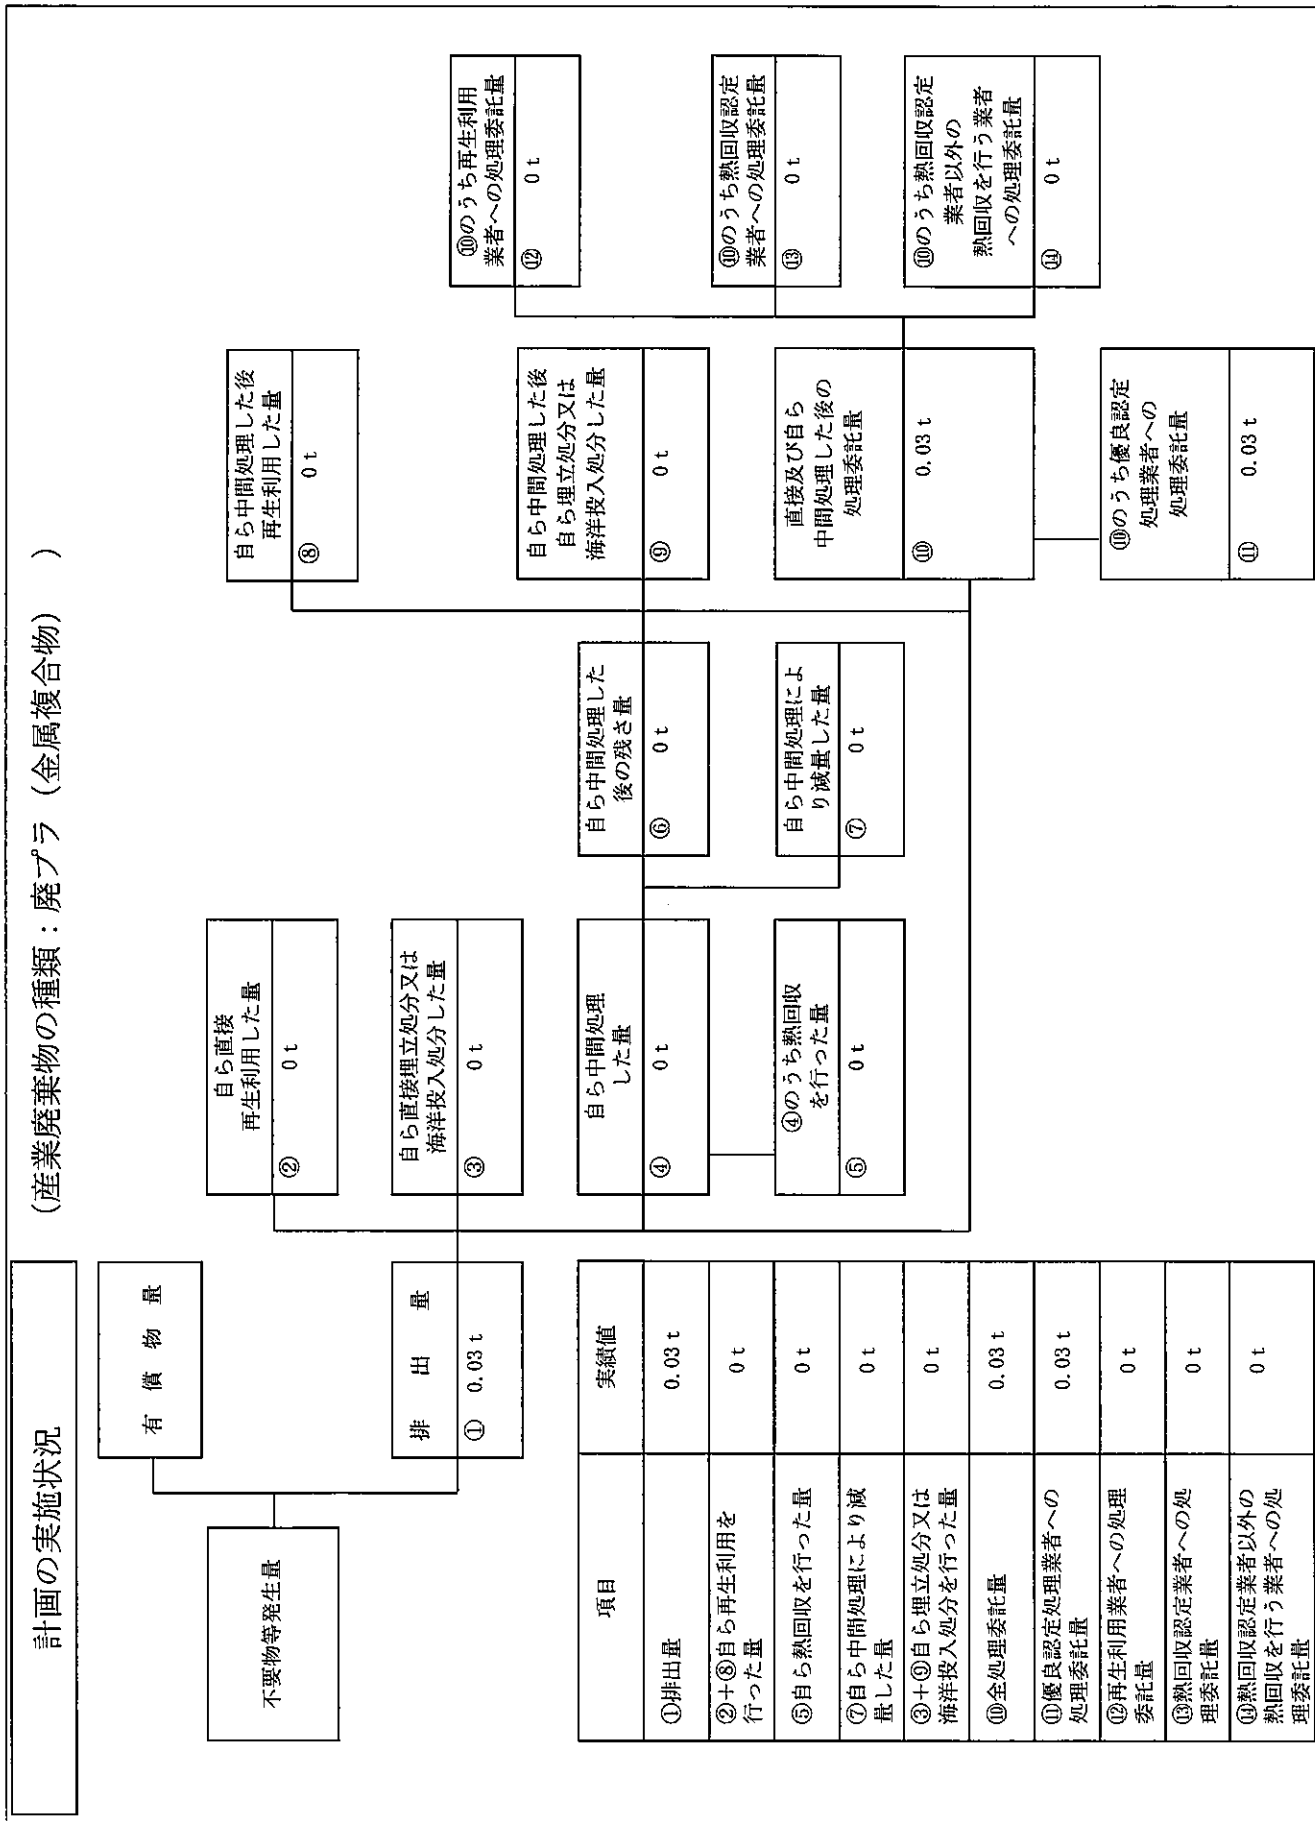 計画の実施状況
(産業廃棄物の種類：廃プラ（金属複合物）　　)
不要物等発生量
有償物量
排出量
① 0.03 t
自ら直接
再生利用した量
② 0 t
自ら直接埋立処分又は
海洋投入処分した量
③ 0 t
自ら中間処理
した量
④ 0 t
④のうち熱回収
を行った量
⑤ 0 t
自ら中間処理した
後の残さ量
⑥ 0 t
自ら中間処理によ
り減量した量
⑦ 0 t
自ら中間処理した後
再生利用した量
⑧ 0 t
自ら中間処理した後
自ら埋立処分又は
海洋投入処分した量
⑨ 0 t
直接及び自ら
中間処理した後の
処理委託量
⑩ 0.03 t
⑩のうち優良認定
処理業者への
処理委託量
⑪ 0.03 t
⑩のうち再生利用
業者への処理委託量
⑫ 0 t
⑩のうち熱回収認定
業者への処理委託量
⑬ 0 t
⑩のうち熱回収認定
業者以外の
熱回収を行う業者
への処理委託量
⑭ 0 t
項目 実績値
①排出量 0.03 t
②+⑧自ら再生利用を
行った量 0 t
⑤自ら熱回収を行った量 0 t
⑦自ら中間処理により減
量した量 0 t
③+⑨自ら埋立処分又は
海洋投入処分を行った量 0 t
⑩全処理委託量 0.03 t
⑪優良認定処理業者への
処理委託量 0.03 t
⑫再生利用業者への処理
委託量 0 t
⑬熱回収認定業者への処
理委託量 0 t
⑭熱回収認定業者以外の
熱回収を行う業者への処
理委託量 0 t